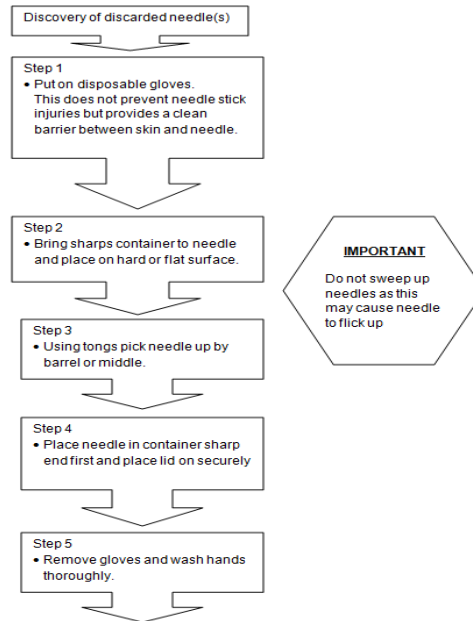 Discovery of discarded needle(s)
Step 1
• Put on disposable gloves.
This does not prevent needle stick
injuries but provides a clean
barrier between skin and needle.
Step 2
• Bring sharps container to needle
and place on hard or flat surface.
IMPORTANT
Do not sweep up
needles as this
may cause needle
to flick up
Step 3
• Using tongs pick needle up by
barrel or middle.
Step 4
• Place needle in container sharp
end first and place lid on securely
Step 5
• Remove gloves and wash hands
thoroughly.